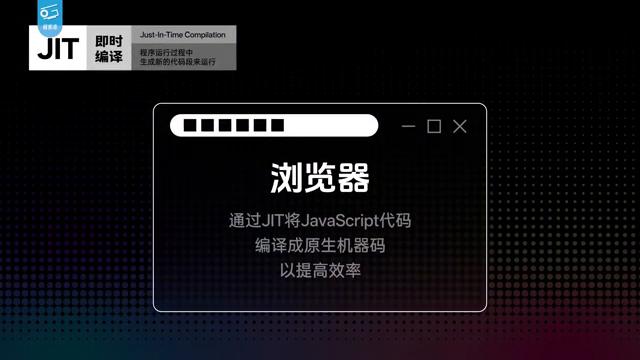 JIT
即时
编译
Just-In-Time Compilation
程序运行过程中
生成新的代码段来运行
浏览器
通过JIT将JavaScript代码
编译成原生机器码
以提高效率